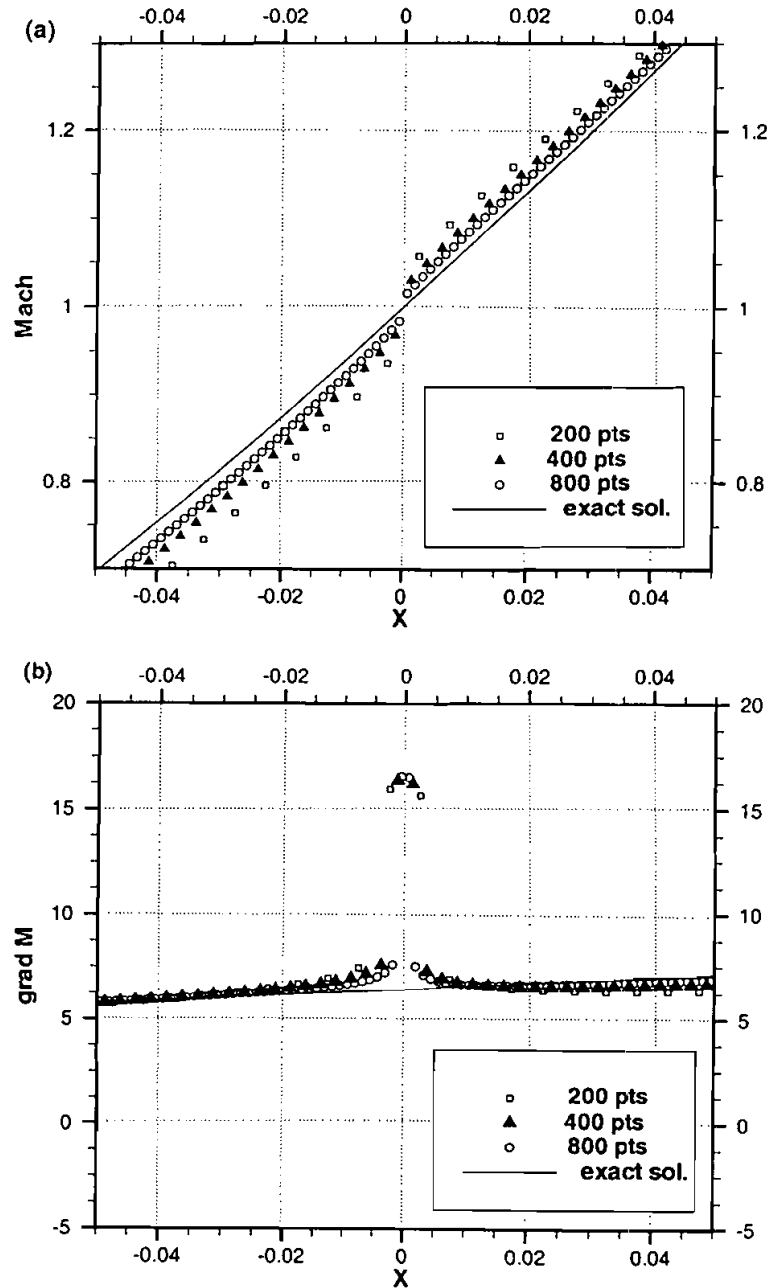 (a)
-0.04 -0.02 0 0.02 0.04
1.2 1.2
Mach
1 1
200 pts
400 pts
0.8 800 pts 0.8
exact sol.
-0.04 -0.02 0 0.02 0.04
X
(b)
-0.04 -0.02 0 0.02 0.04
20 20
15 15
10 10
grad M
5 5
200 pts
0 400 pts 0
800 pts
exact sol.
-5 -5
-0.04 -0.02 0 0.02 0.04
X